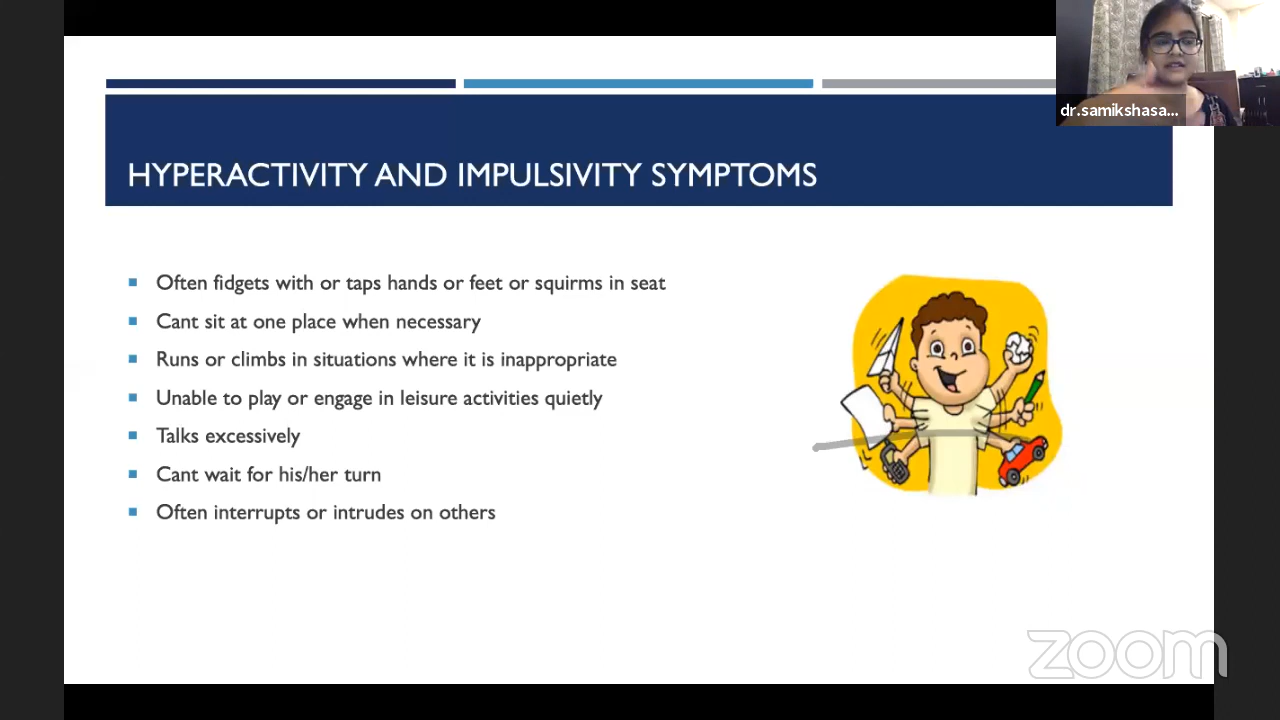 dr.samikshasa...
HYPERACTIVITY AND IMPULSIVITY SYMPTOMS
Often fidgets with or taps hands or feet or squirms in seat
Cant sit at one place when necessary
Runs or climbs in situations where it is inappropriate
Unable to play or engage in leisure activities quietly
Talks excessively
Cant wait for his/her turn
Often interrupts or intrudes on others
zoom